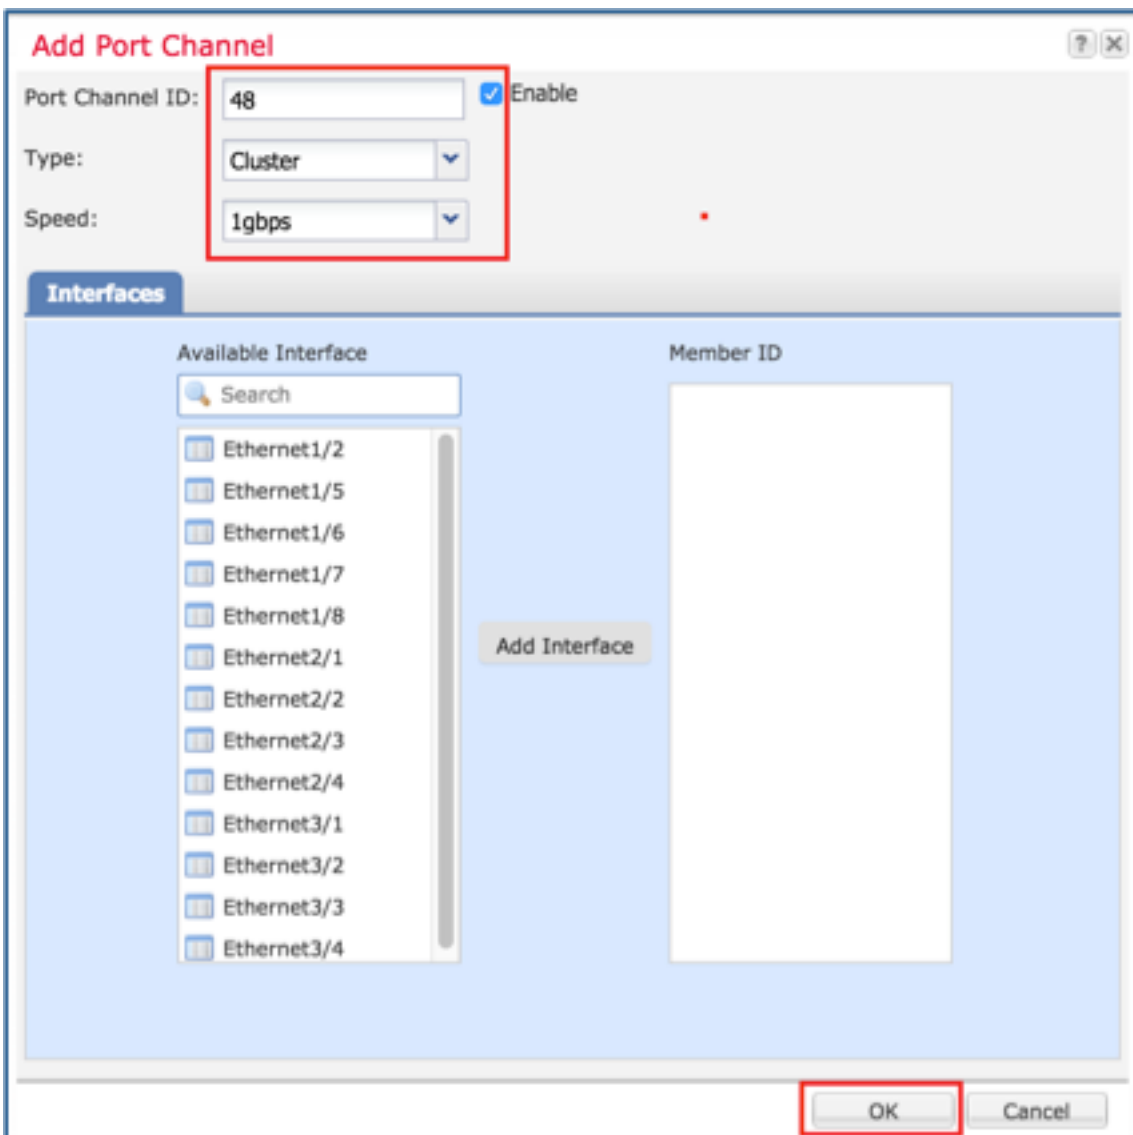 Add Port Channel
Port Channel ID: 48 Enable
Type: Cluster
Speed: 1gbps
Interfaces
Available Interface Member ID
Search
Ethernet1/2
Ethernet1/5
Ethernet1/6
Ethernet1/7
Ethernet1/8
Ethernet2/1
Add Interface
Ethernet2/2
Ethernet2/3
Ethernet2/4
Ethernet3/1
Ethernet3/2
Ethernet3/3
Ethernet3/4
OK Cancel